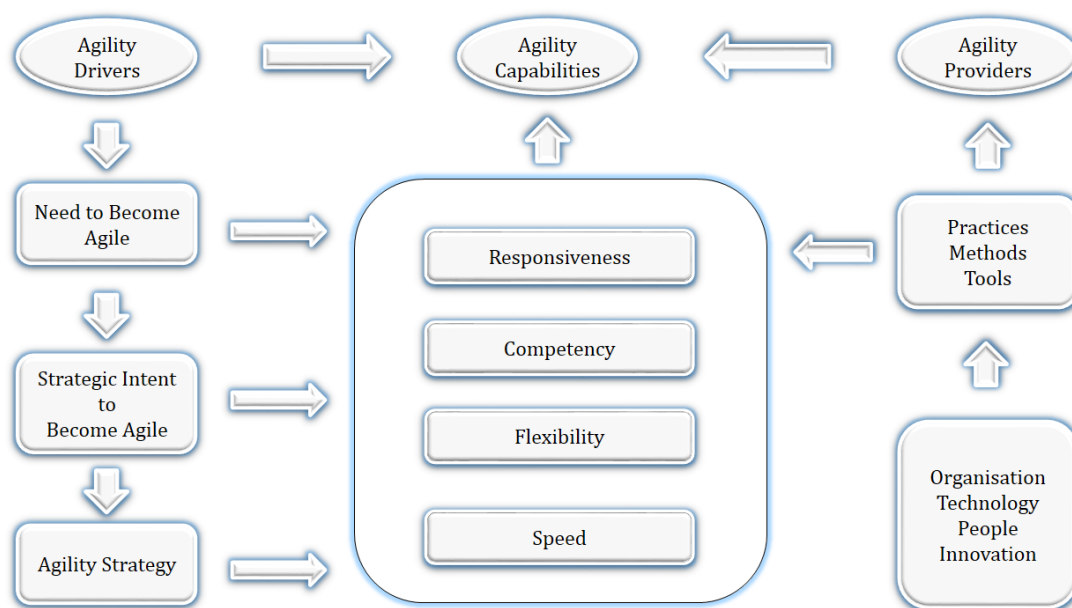 Agility
Drivers
Agility
Capabilities
Agility
Providers
Need to Become
Agile
Strategic Intent
to
Become Agile
Agility Strategy
Responsiveness
Competency
Flexibility
Speed
Practices
Methods
Tools
Organisation
Technology
People
Innovation